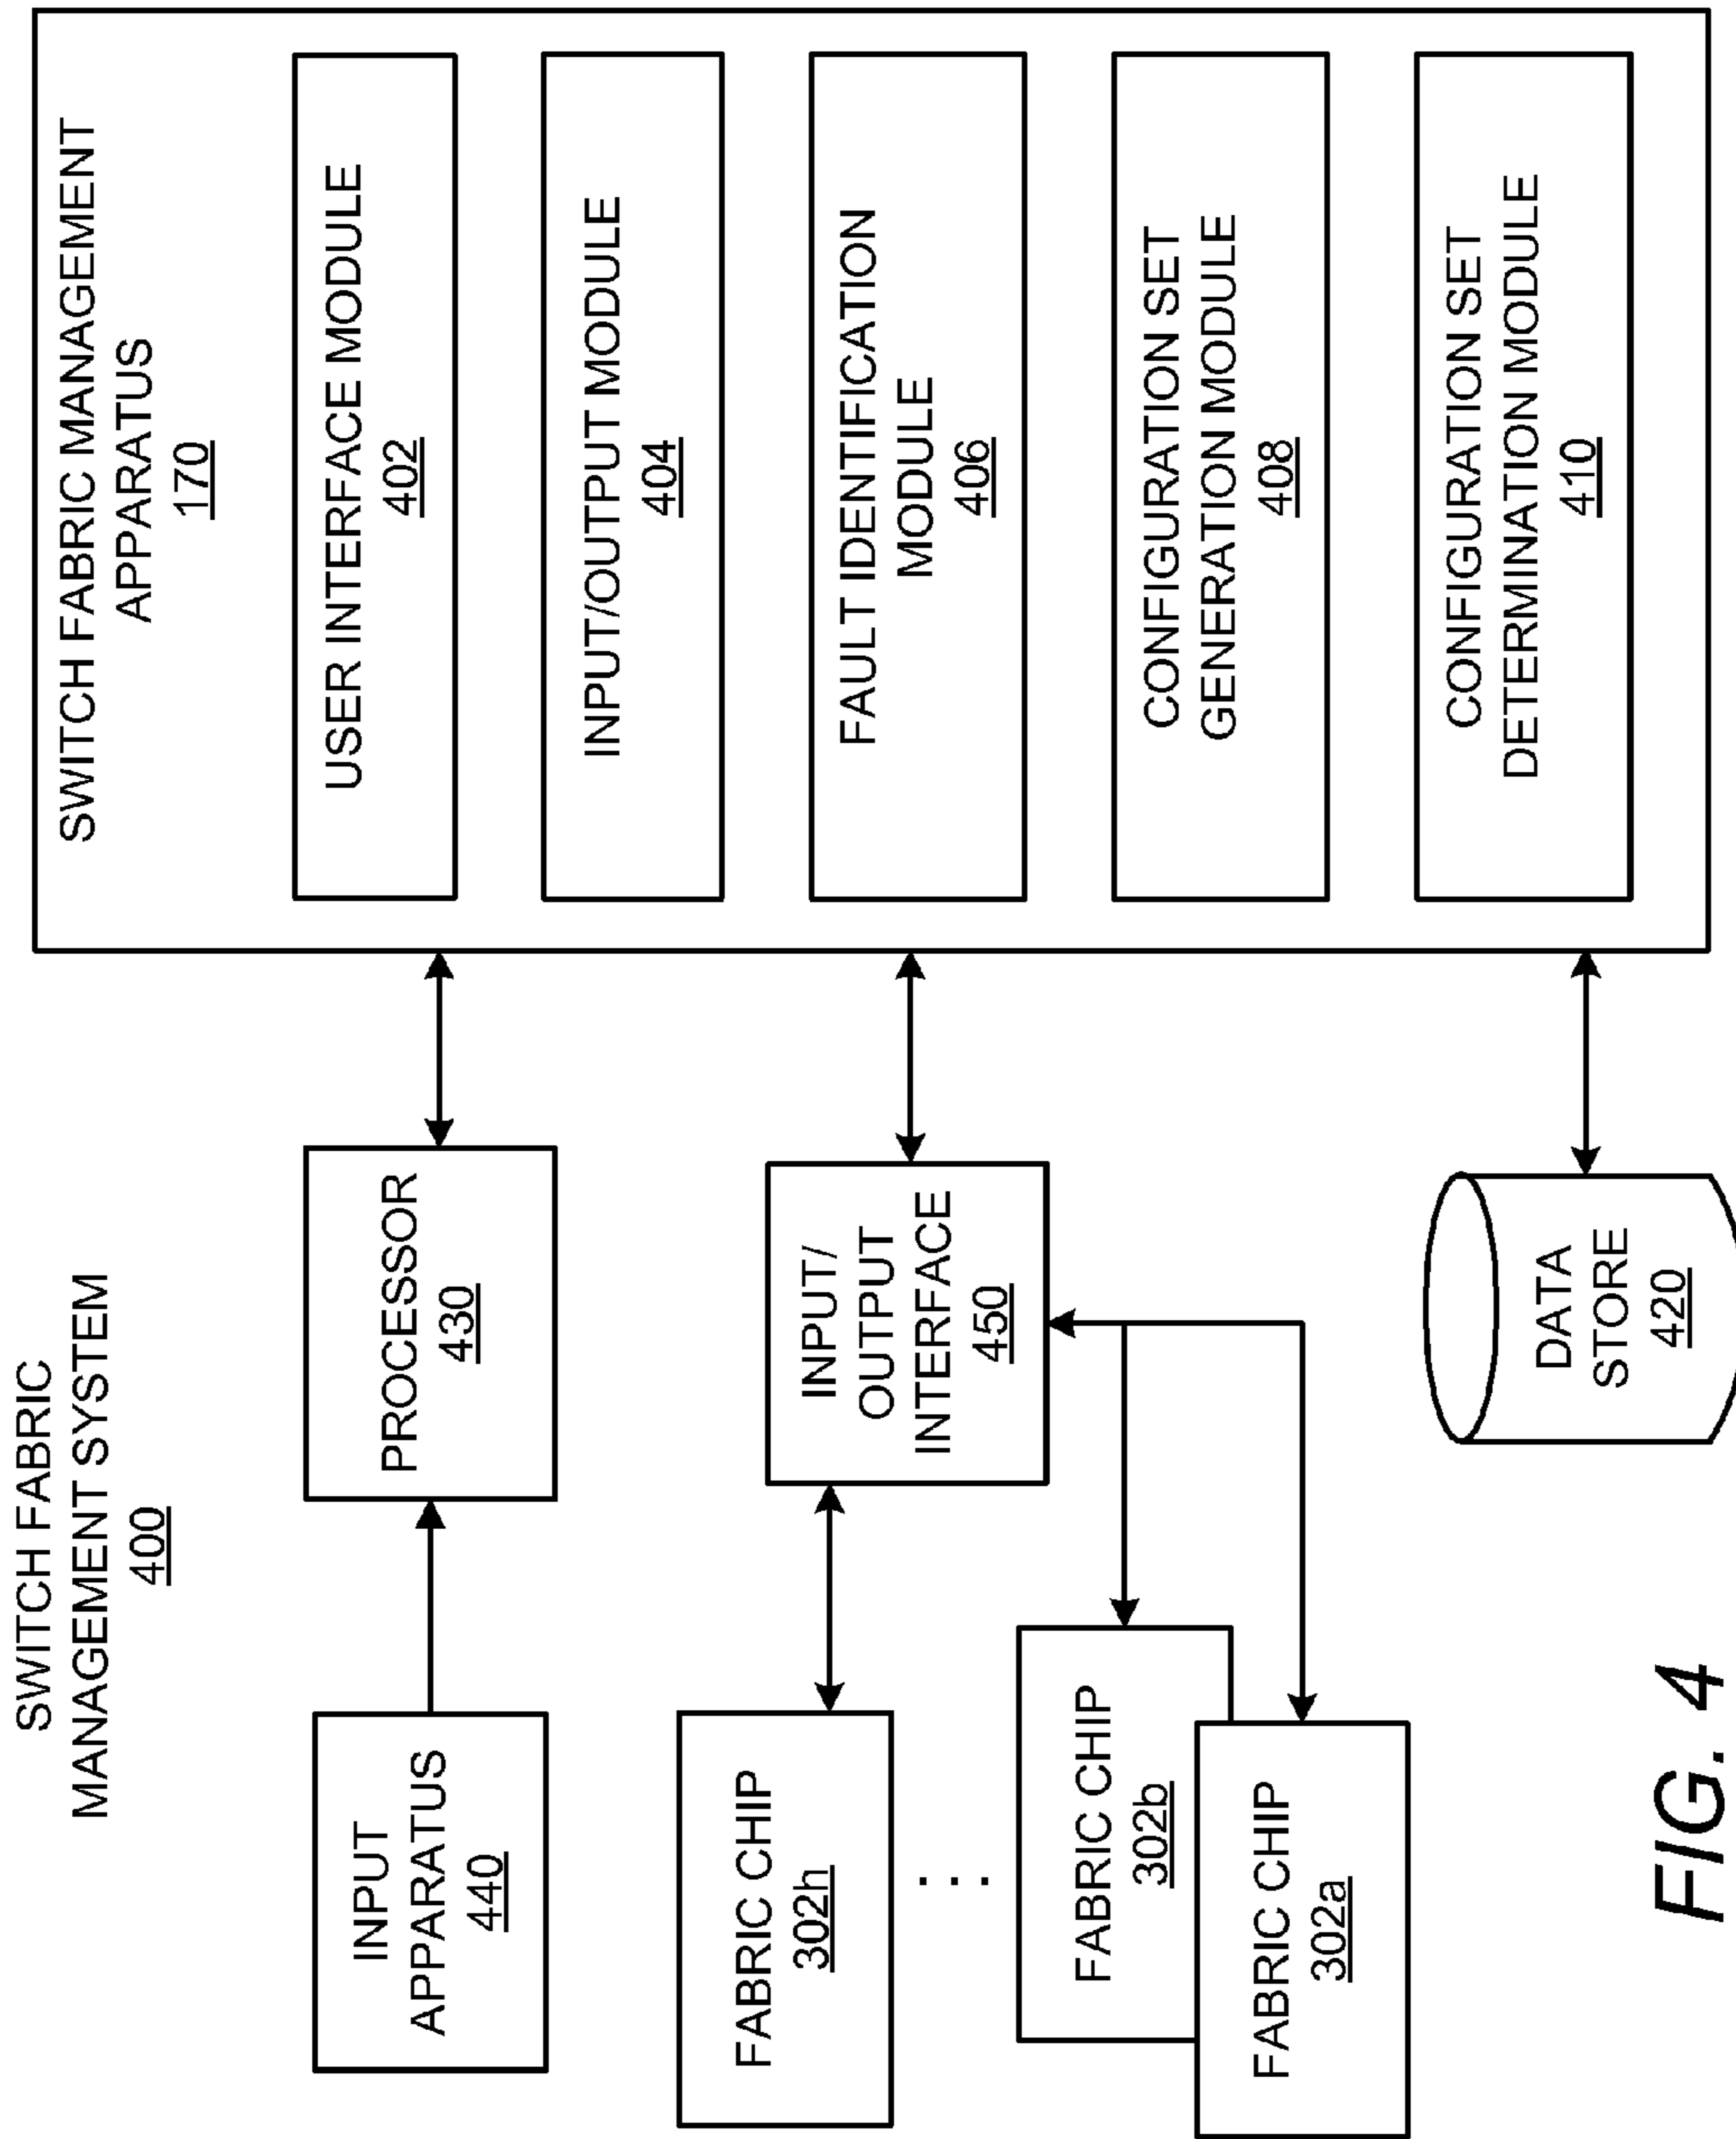 SWITCH FABRIC
MANAGEMENT SYSTEM
400
SWITCH FABRIC MANAGEMENT
APPARATUS
170
USER INTERFACE MODULE
402
INPUT/OUTPUT MODULE
404
FAULT IDENTIFICATION
MODULE
406
CONFIGURATION SET
GENERATION MODULE
408
CONFIGURATION SET
DETERMINATION MODULE
410
INPUT
APPARATUS
440
PROCESSOR
430
FABRIC CHIP
302h
...
FABRIC CHIP
302b
FABRIC CHIP
302a
INPUT/
OUTPUT
INTERFACE
450
DATA
STORE
420
FIG. 4